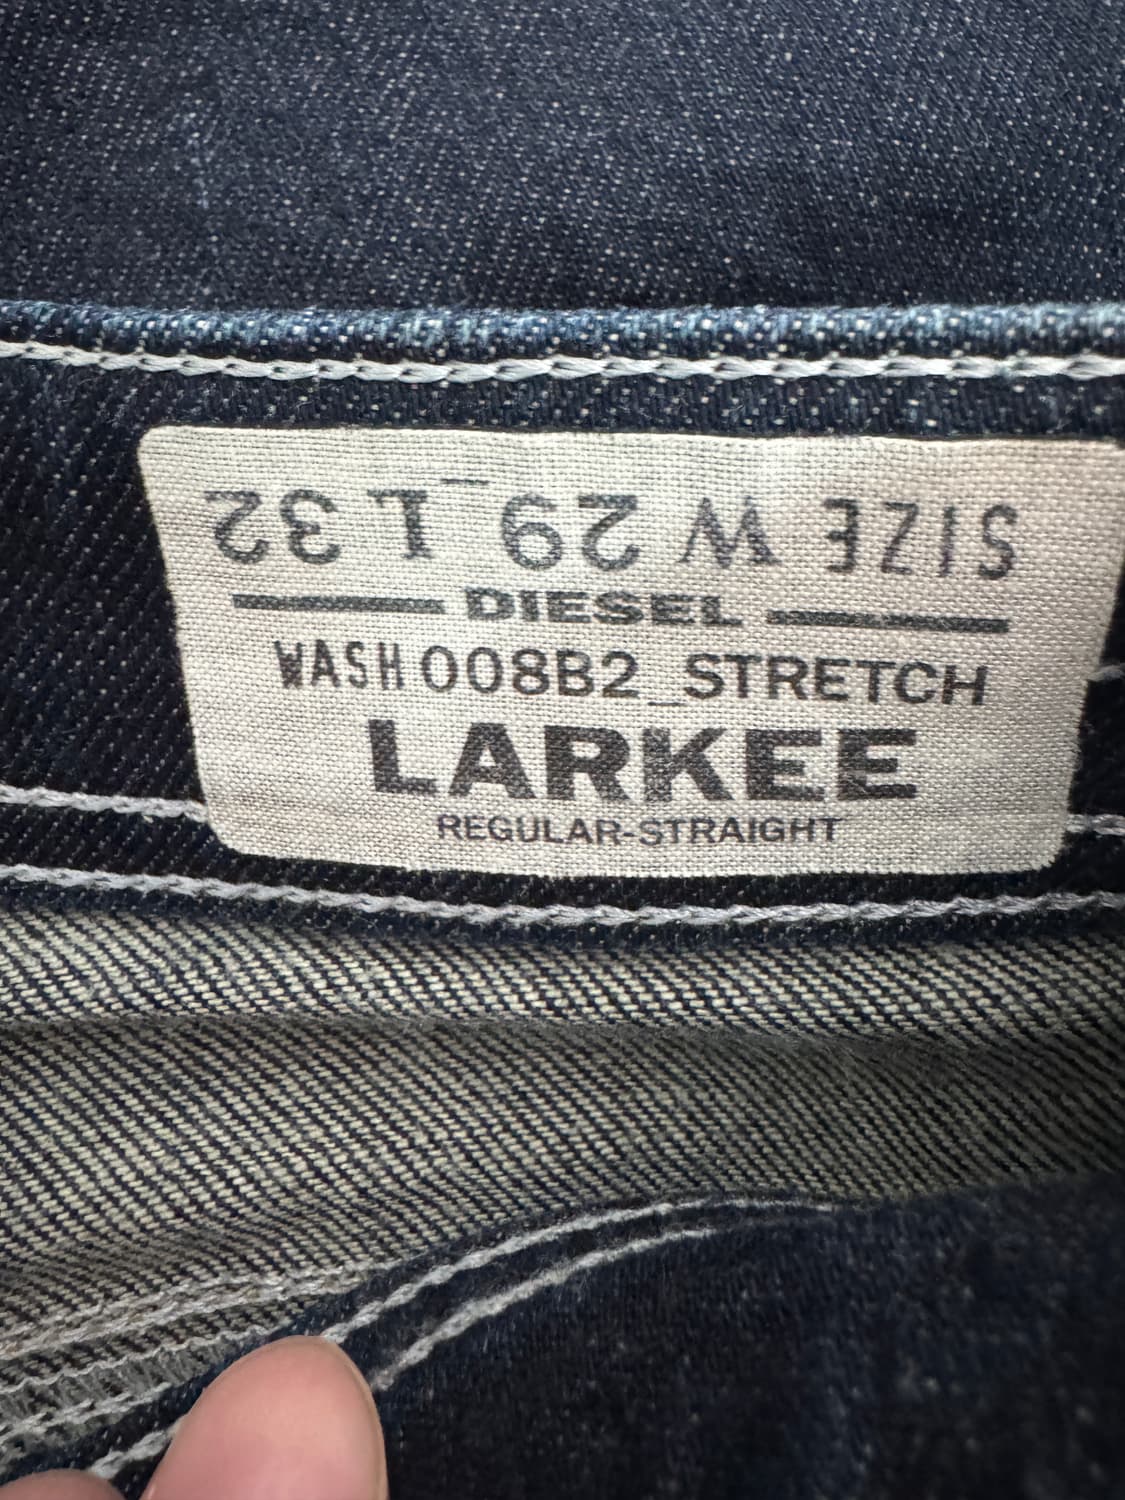 SIZE W 29 L 32
DIESEL
WASH 008B2_STRETCH
LARKEE
REGULAR-STRAIGHT